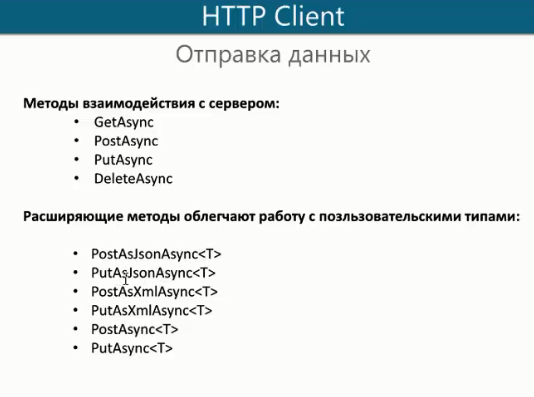 HTTP Client
Отправка данных
Методы взаимодействия с сервером:
• GetAsync
• PostAsync
• PutAsync
• DeleteAsync
Расширяющие методы облегчают работу с позльзовательскими типами:
• PostAsJsonAsync<T>
• PutAsJsonAsync<T>
• PostAsXmlAsync<T>
• PutAsXmlAsync<T>
• PostAsync<T>
• PutAsync<T>